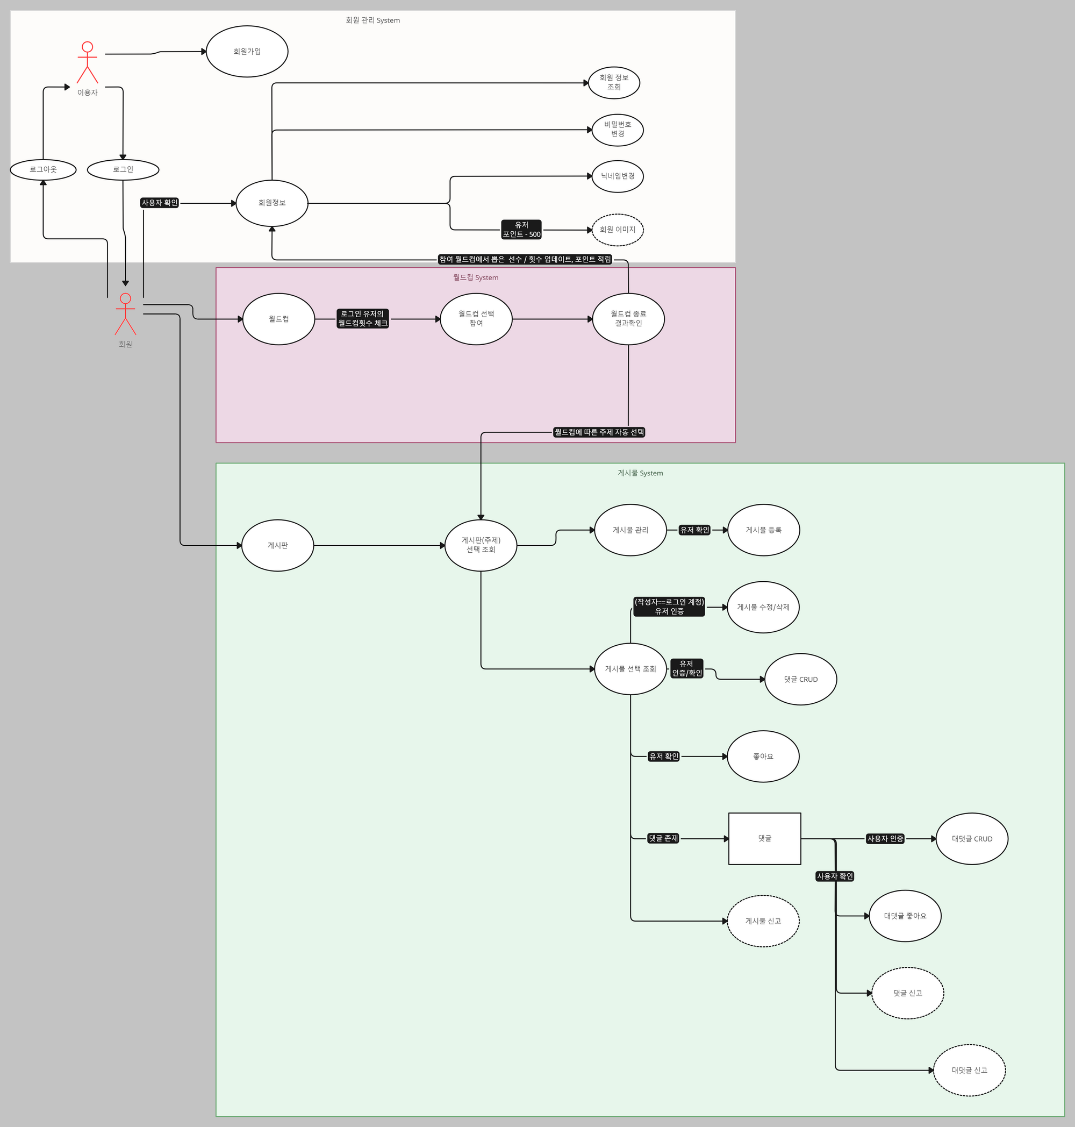 회원 관리 System
이용자
회원가입
회원 정보
조회
비밀번호
변경
로그아웃
로그인
닉네임변경
사용자 확인
회원정보
유저
포인트 - 500
회원 이미지
참여 월드컵에서 뽑은 선수 / 횟수 업데이트, 포인트 적립
월드컵 System
회원
월드컵
로그인 유저의
월드컵횟수 체크
월드컵 선택
참여
월드컵 종료
결과확인
월드컵에 따른 주제 자동 선택
게시물 System
게시판
게시판(주제)
선택 조회
게시물 관리
유저 확인
게시물 등록
(작성자==로그인 계정)
유저 인증
게시물 수정/삭제
게시물 선택 조회
유저
인증/확인
댓글 CRUD
유저 확인
좋아요
댓글 존재
댓글
사용자 인증
대댓글 CRUD
사용자 확인
게시물 신고
대댓글 좋아요
댓글 신고
대댓글 신고